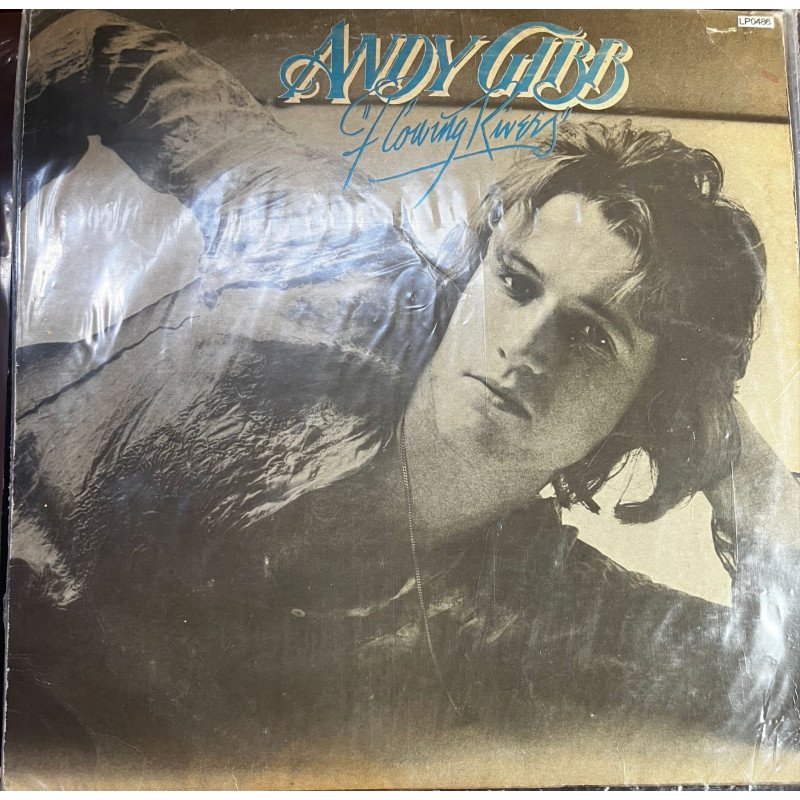 LP0486
ANDY GIBB
"Flowing Rivers"